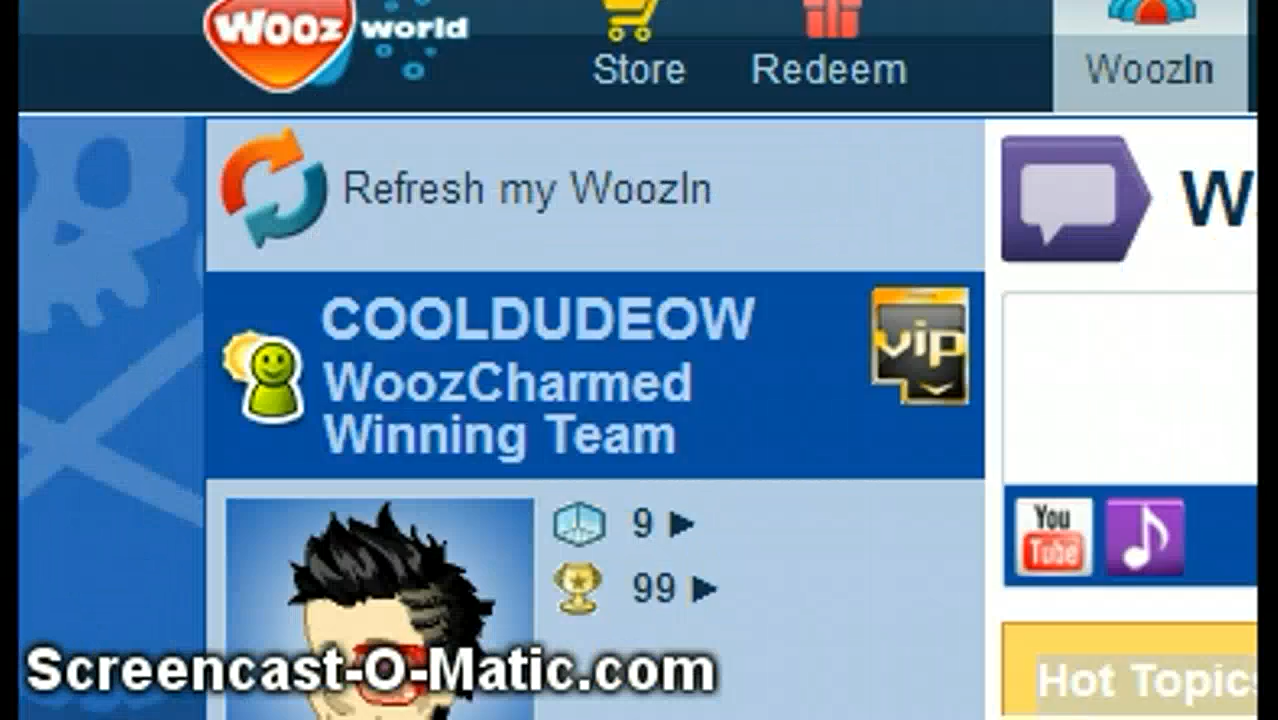 Wooz world
Store
Redeem
WoozIn
Refresh my WoozIn
W
COOLDUDEOW
WoozCharmed
Winning Team
vip
9
99
You
Tube
Screencast-O-Matic.com
Hot Topics